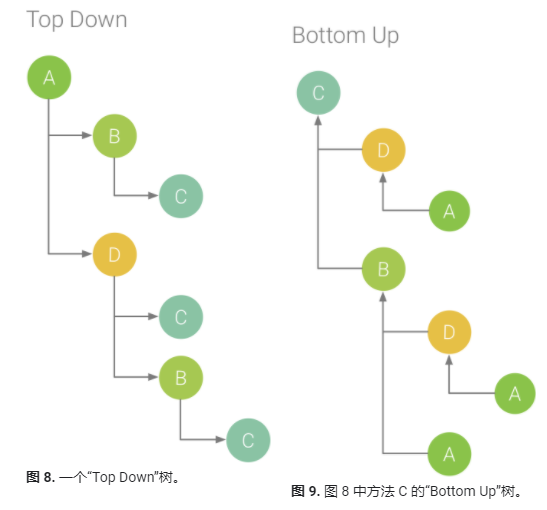 Top Down
A
B
C
D
C
B
C
图 8. 一个“Top Down”树。
Bottom Up
C
D
A
B
D
A
A
图 9. 图 8 中方法 C 的“Bottom Up”树。